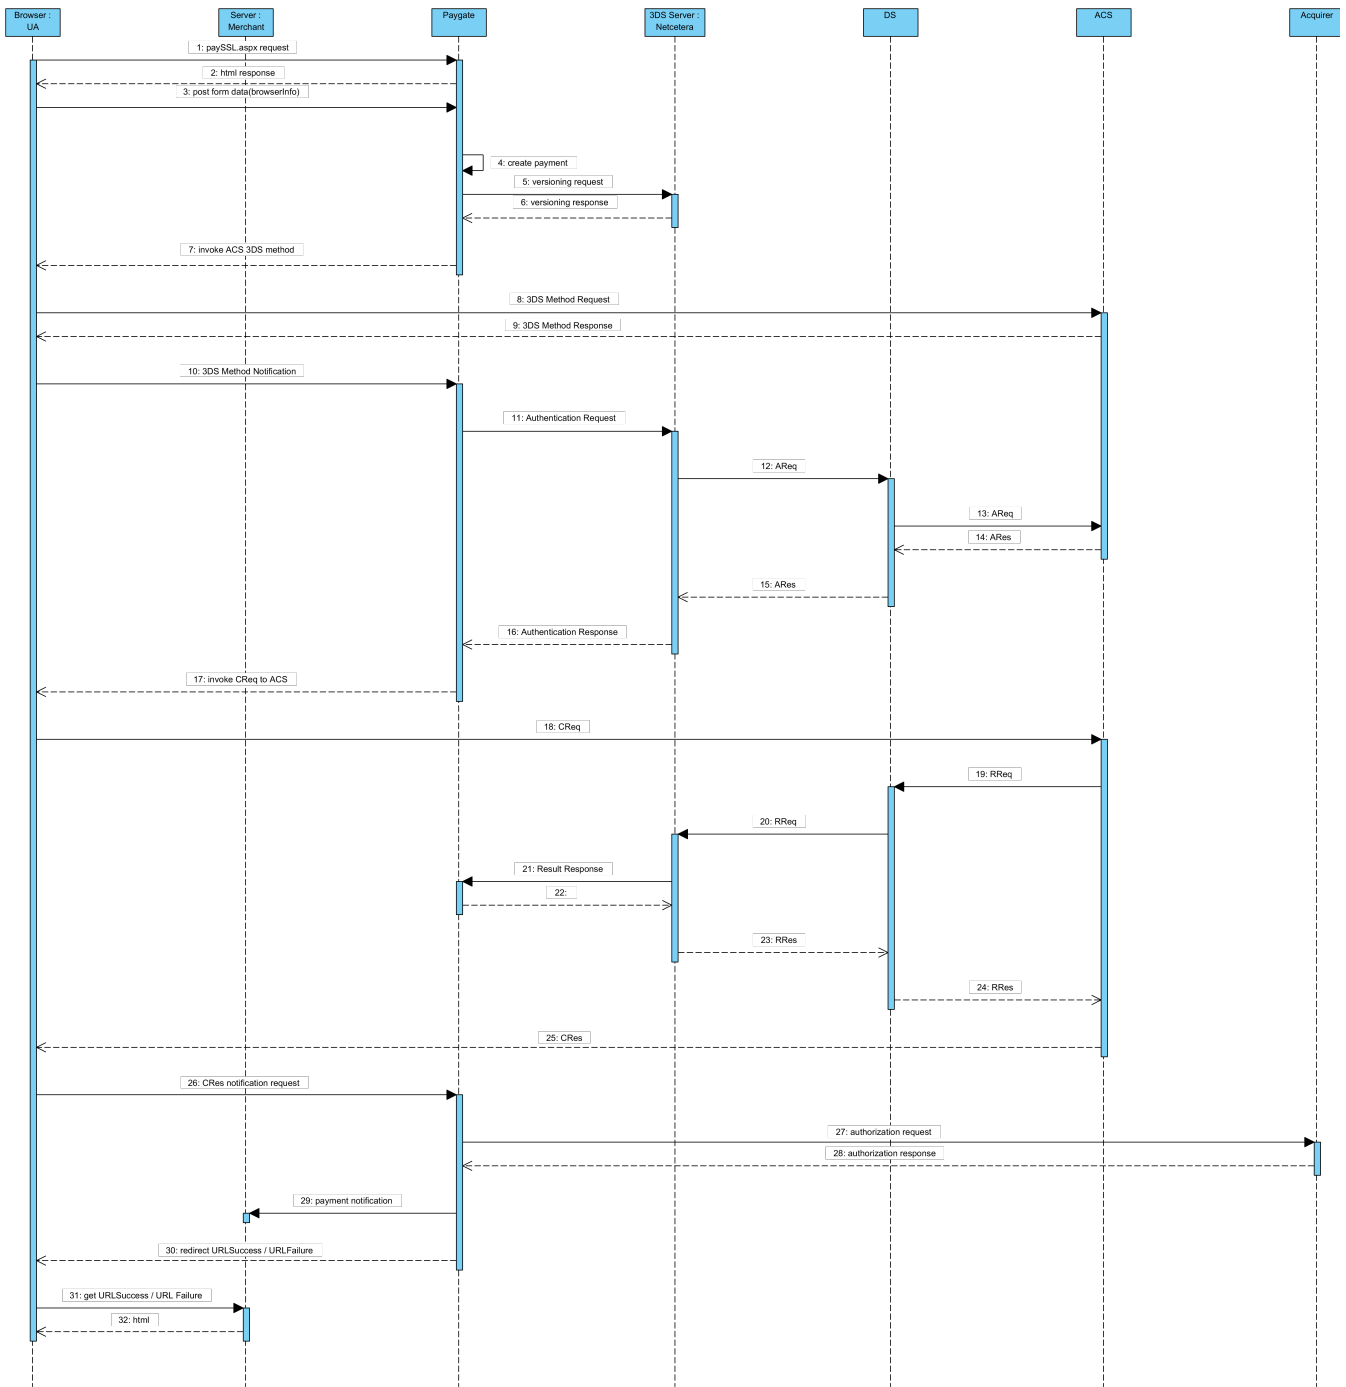 Browser :
UA
Server :
Merchant
Paygate
3DS Server :
Netcetera
DS
ACS
Acquirer
1: paySSL.aspx request
2: html response
3: post form data(browserInfo)
4: create payment
5: versioning request
6: versioning response
7: invoke ACS 3DS method
8: 3DS Method Request
9: 3DS Method Response
10: 3DS Method Notification
11: Authentication Request
12: AReq
13: AReq
14: ARes
15: ARes
16: Authentication Response
17: invoke CReq to ACS
18: CReq
19: RReq
20: RReq
21: Result Response
22:
23: RRes
24: RRes
25: CRes
26: CRes notification request
27: authorization request
28: authorization response
29: payment notification
30: redirect URLSuccess / URLFailure
31: get URLSuccess / URL Failure
32: html